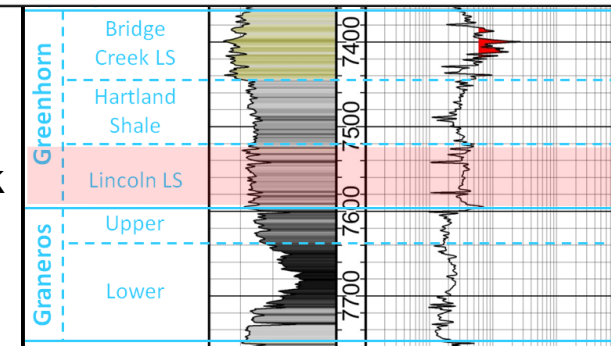 Greenhorn
Bridge
Creek LS
Hartland
Shale
Lincoln LS
Graneros
Upper
Lower
7400
7500
7600
7700